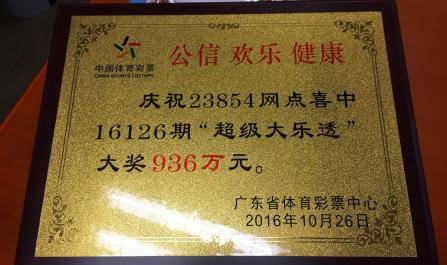 公信 欢乐 健康
中国体育彩票
CHINA SPORTS LOTTERY
庆祝23854网点喜中
16126期“超级大乐透”
大奖936万元。
广东省体育彩票中心
2016年10月26日